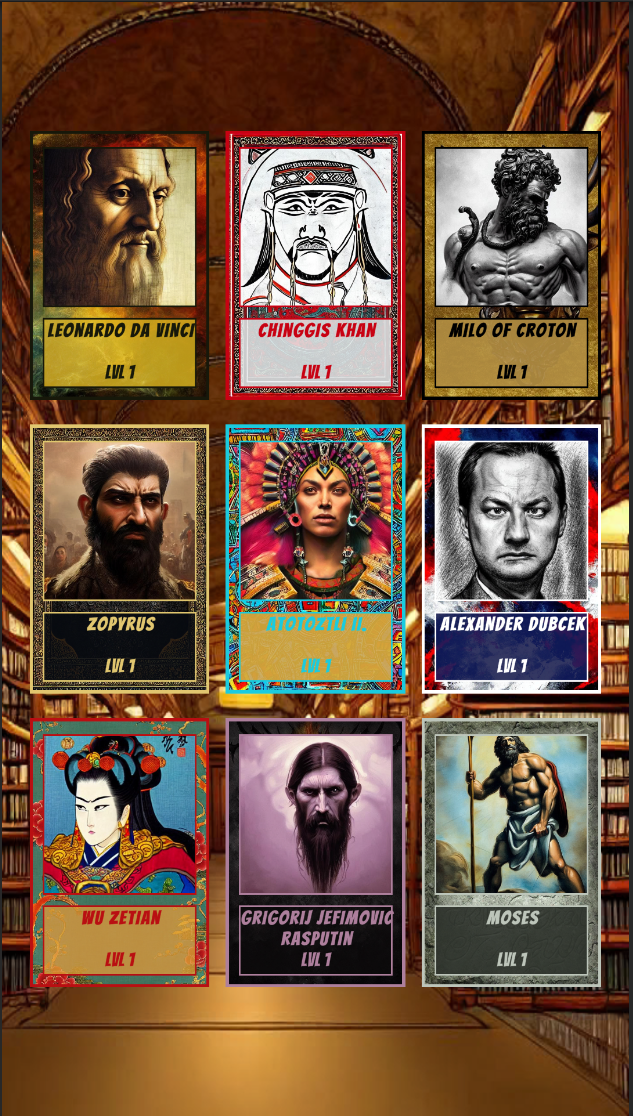 LEONARDO DA VINCI
LVL 1
CHINGGIS KHAN
LVL 1
MILO OF CROTON
LVL 1
ZOPYRUS
LVL 1
ATOTOZTLI II.
LVL 1
ALEXANDER DUBCEK
LVL 1
WU ZETIAN
LVL 1
GRIGORIJ JEFIMOVIC
RASPUTIN
LVL 1
MOSES
LVL 1